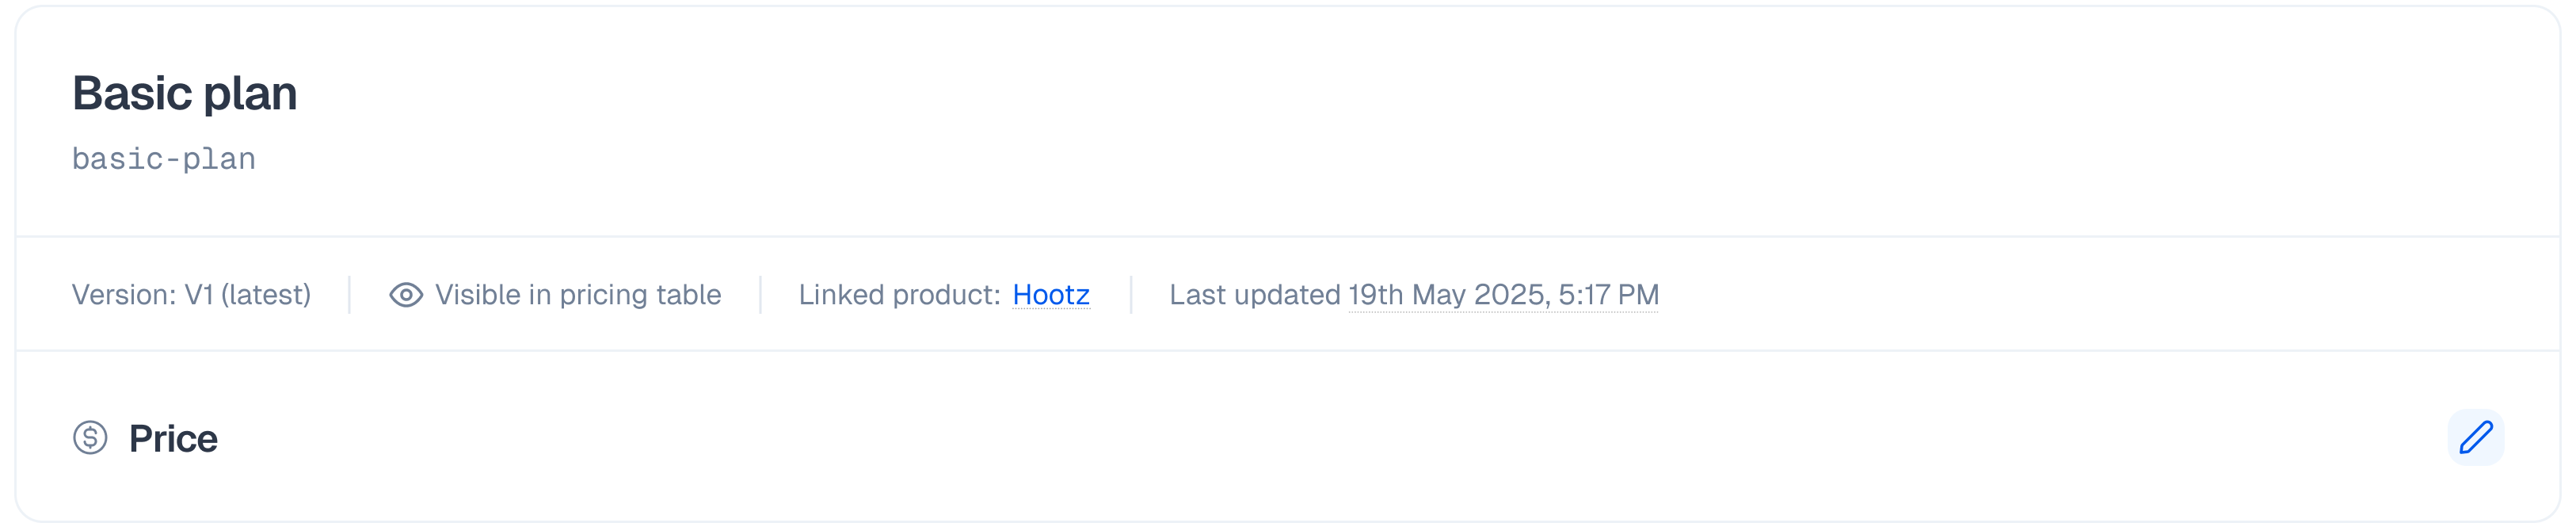 Basic plan
basic-plan
Version: V1 (latest)
Visible in pricing table
Linked product: Hootz
Last updated 19th May 2025, 5:17 PM
Price